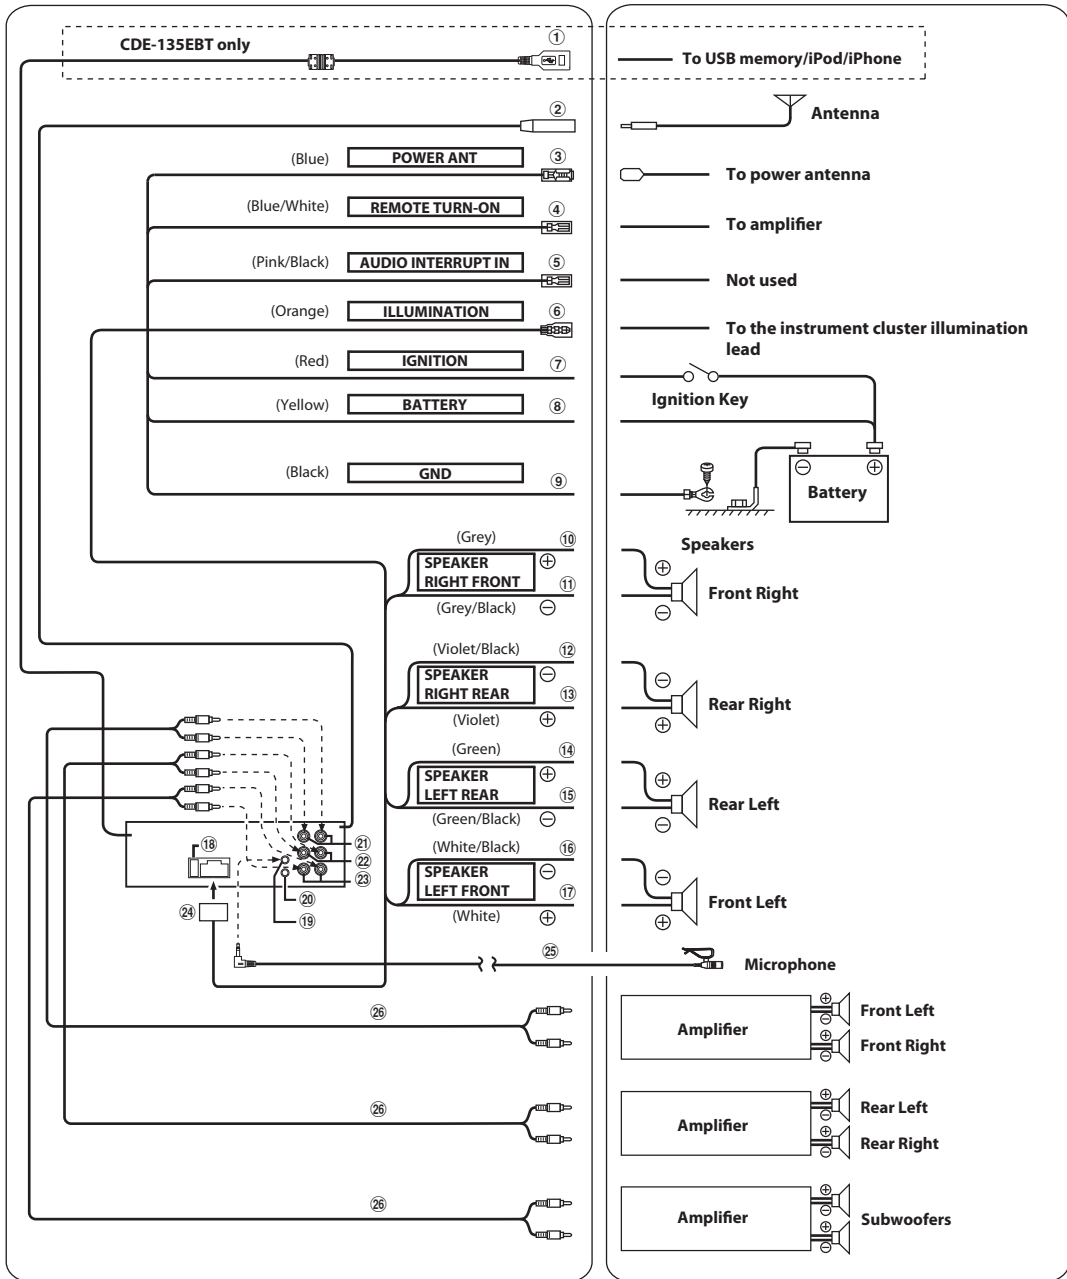 CDE-135EBT only
①
To USB memory/iPod/iPhone
②
Antenna
(Blue) POWER ANT ③
To power antenna
(Blue/White) REMOTE TURN-ON ④
To amplifier
(Pink/Black) AUDIO INTERRUPT IN ⑤
Not used
(Orange) ILLUMINATION ⑥
To the instrument cluster illumination
lead
(Red) IGNITION ⑦
Ignition Key
(Yellow) BATTERY ⑧
(Black) GND ⑨
⊖ ⊕
Battery
Speakers
(Grey) ⑩
SPEAKER ⊕
RIGHT FRONT ⑪
(Grey/Black) ⊖
⊕
Front Right
⊖
(Violet/Black) ⑫
SPEAKER ⊖
RIGHT REAR ⑬
(Violet) ⊕
⊖
Rear Right
⊕
(Green) ⑭
SPEAKER ⊕
LEFT REAR ⑮
(Green/Black) ⊖
⊕
Rear Left
⊖
(White/Black) ⑯
SPEAKER ⊖
LEFT FRONT ⑰
(White) ⊕
⊖
Front Left
⊕
⑱
㉑
㉒
㉓
⑳
⑲
㉔
㉕
Microphone
㉖
Amplifier
⊕
⊖
Front Left
⊕
⊖
Front Right
㉖
Amplifier
⊕
⊖
Rear Left
⊕
⊖
Rear Right
㉖
Amplifier
⊕
⊖
⊕
⊖
Subwoofers